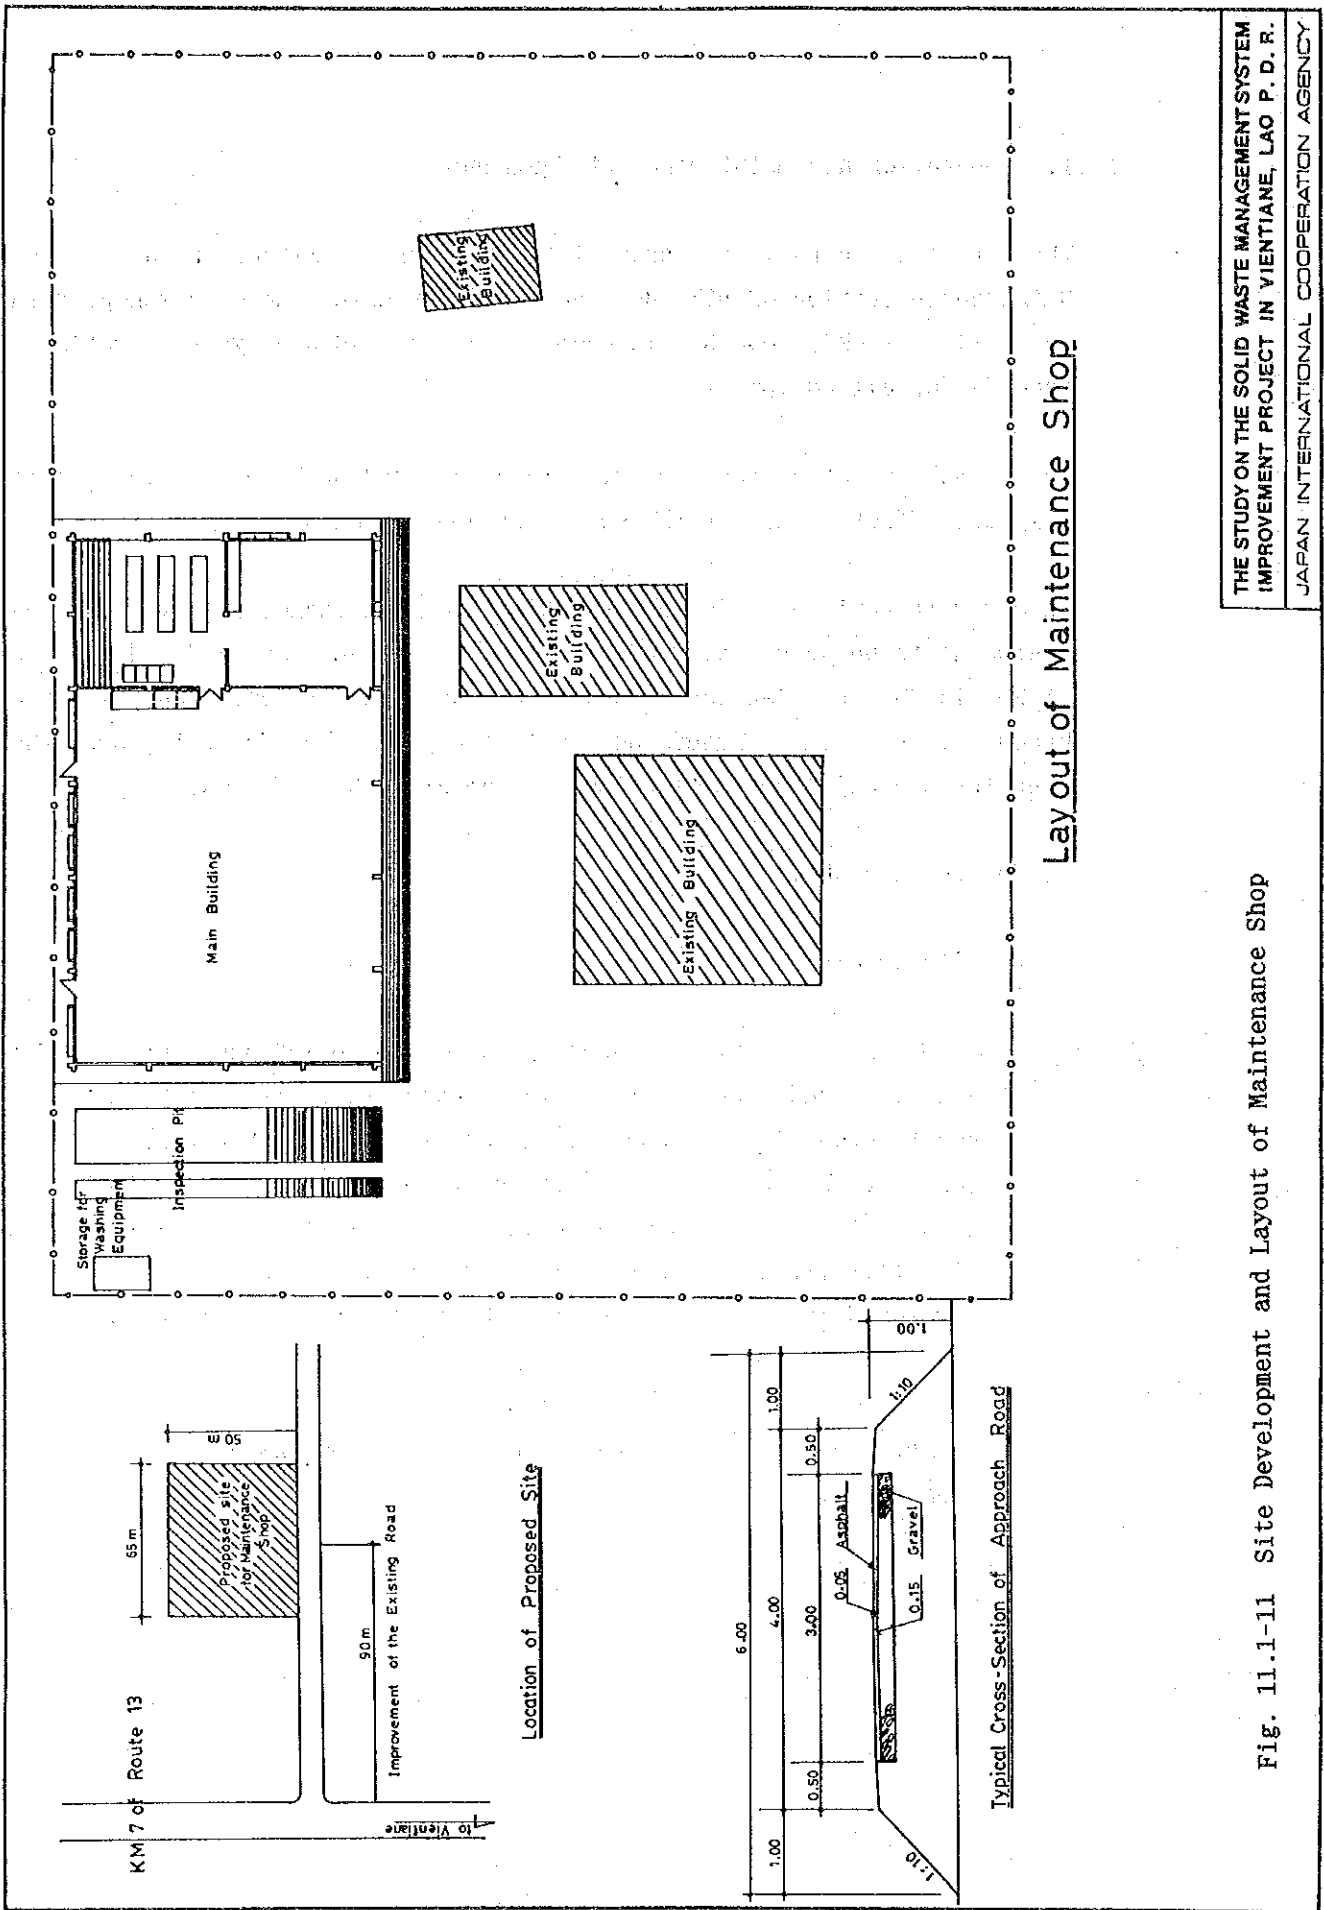 KM 7 of Route 13
65 m
50 m
Proposed site
for Maintenance
Shop
90 m
Improvement of the Existing Road
to Vientiane
Location of Proposed Site
6.00
1.00
4.00
1.00
0.50
3.00
0.50
0.05
Asphalt
0.15
Gravel
1:10
1:10
1.00
Typical Cross-Section of Approach Road
Storage for
Washing
Equipment
Inspection Pit
Main Building
Existing
Building
Existing
Building
Existing Building
Layout of Maintenance Shop
Fig. 11.1-11 Site Development and Layout of Maintenance Shop
THE STUDY ON THE SOLID WASTE MANAGEMENT SYSTEM
IMPROVEMENT PROJECT IN VIENTIANE, LAO P. D. R.
JAPAN INTERNATIONAL COOPERATION AGENCY